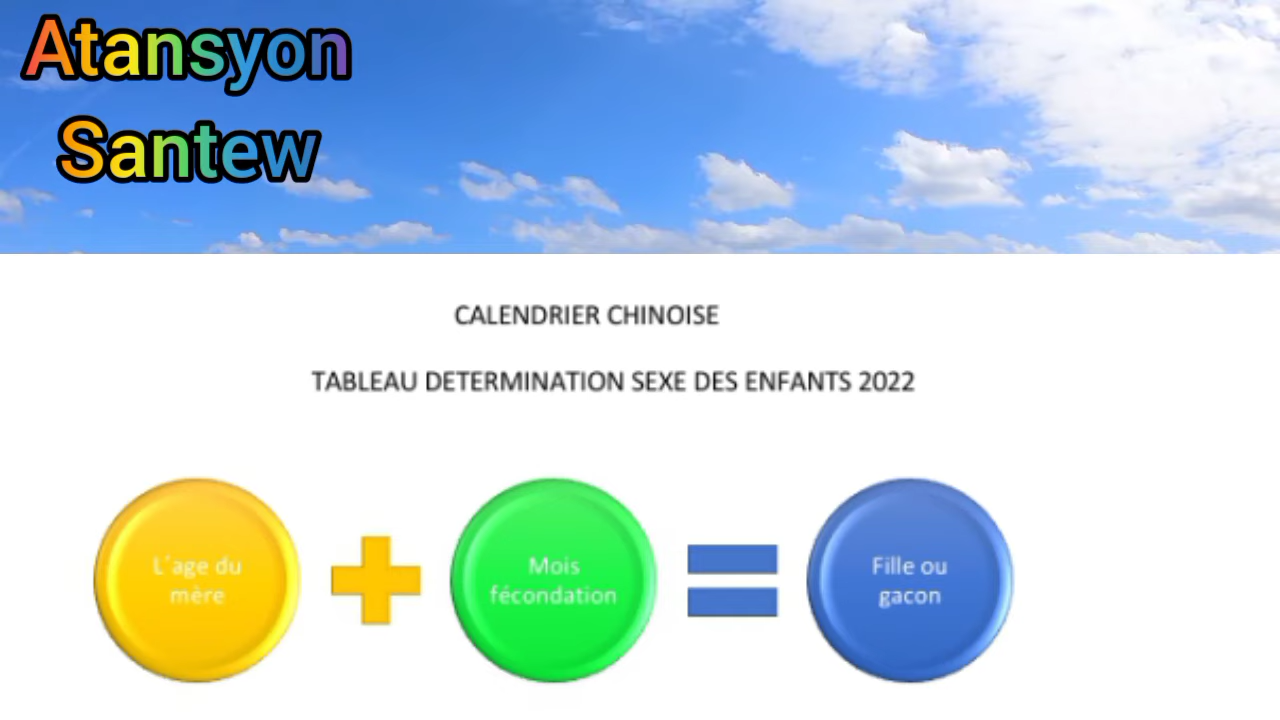 Atansyon
Santew
CALENDRIER CHINOISE
TABLEAU DETERMINATION SEXE DES ENFANTS 2022
L'age du
mère
Mois
fécondation
Fille ou
gacon